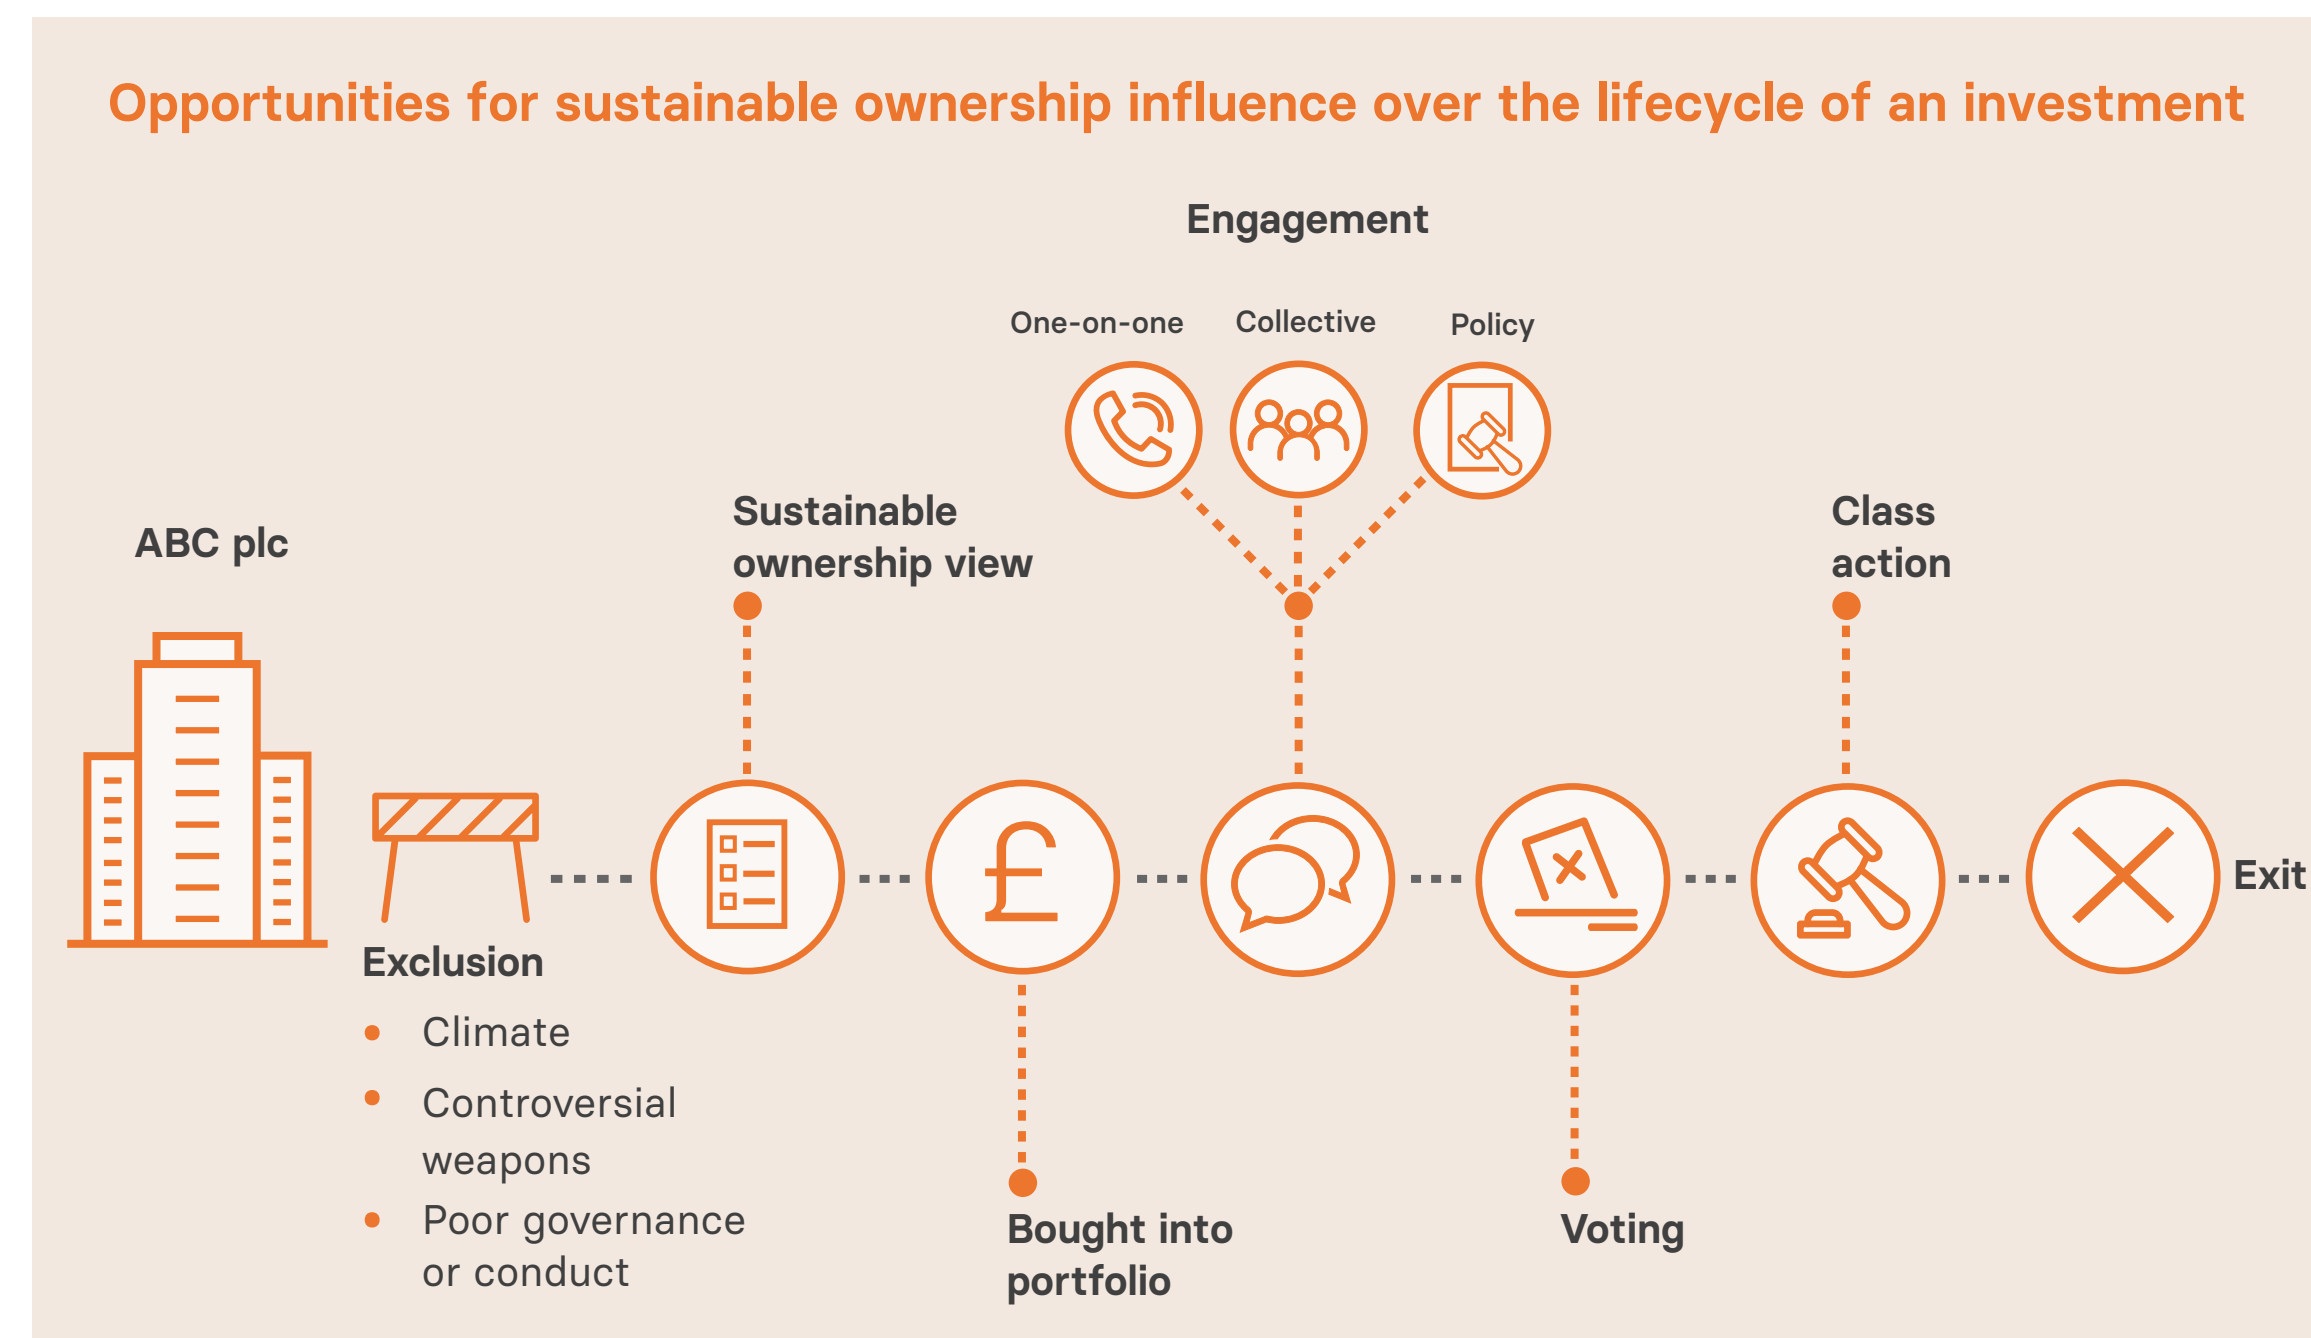 Opportunities for sustainable ownership influence over the lifecycle of an investment
Engagement
One-on-one
Collective
Policy
ABC plc
Sustainable
ownership view
Class
action
£
Exit
Exclusion
• Climate
• Controversial
weapons
• Poor governance
or conduct
Bought into
portfolio
Voting